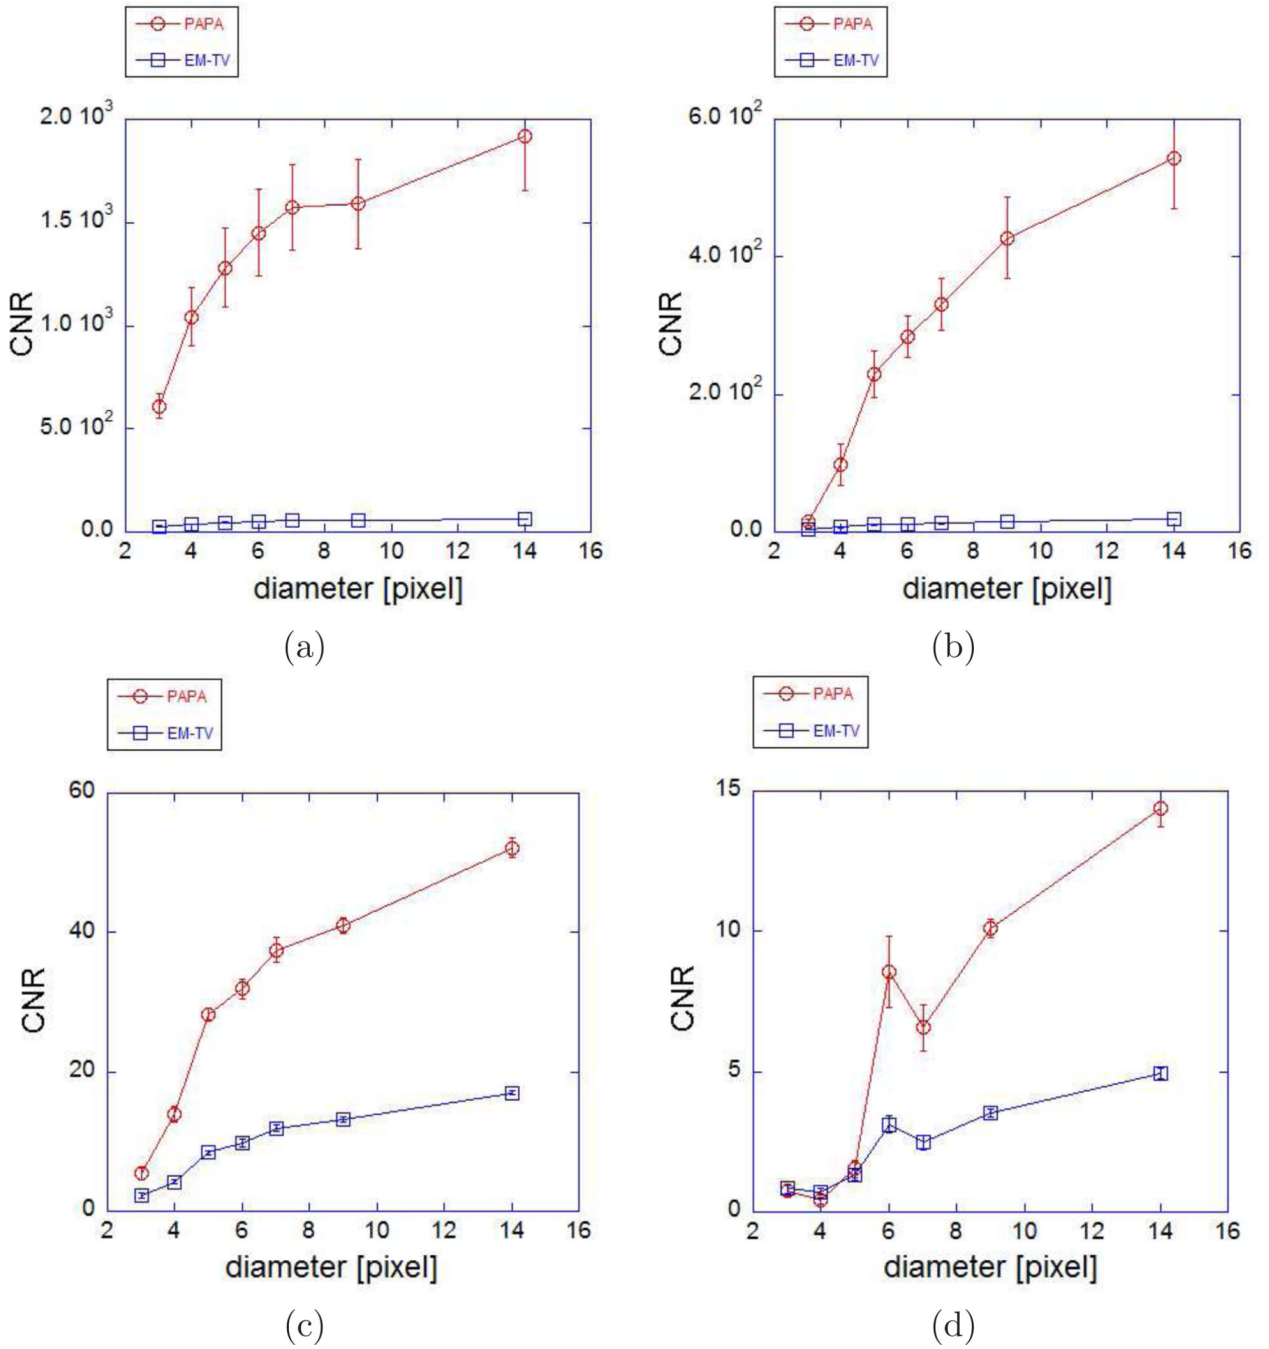 PAPA
EM-TV
2.0 10³
1.5 10³
1.0 10³
5.0 10²
0.0
CNR
2 4 6 8 10 12 14 16
diameter [pixel]
(a)
PAPA
EM-TV
6.0 10²
4.0 10²
2.0 10²
0.0
CNR
2 4 6 8 10 12 14 16
diameter [pixel]
(b)
PAPA
EM-TV
60
40
20
0
CNR
2 4 6 8 10 12 14 16
diameter [pixel]
(c)
PAPA
EM-TV
15
10
5
0
CNR
2 4 6 8 10 12 14 16
diameter [pixel]
(d)